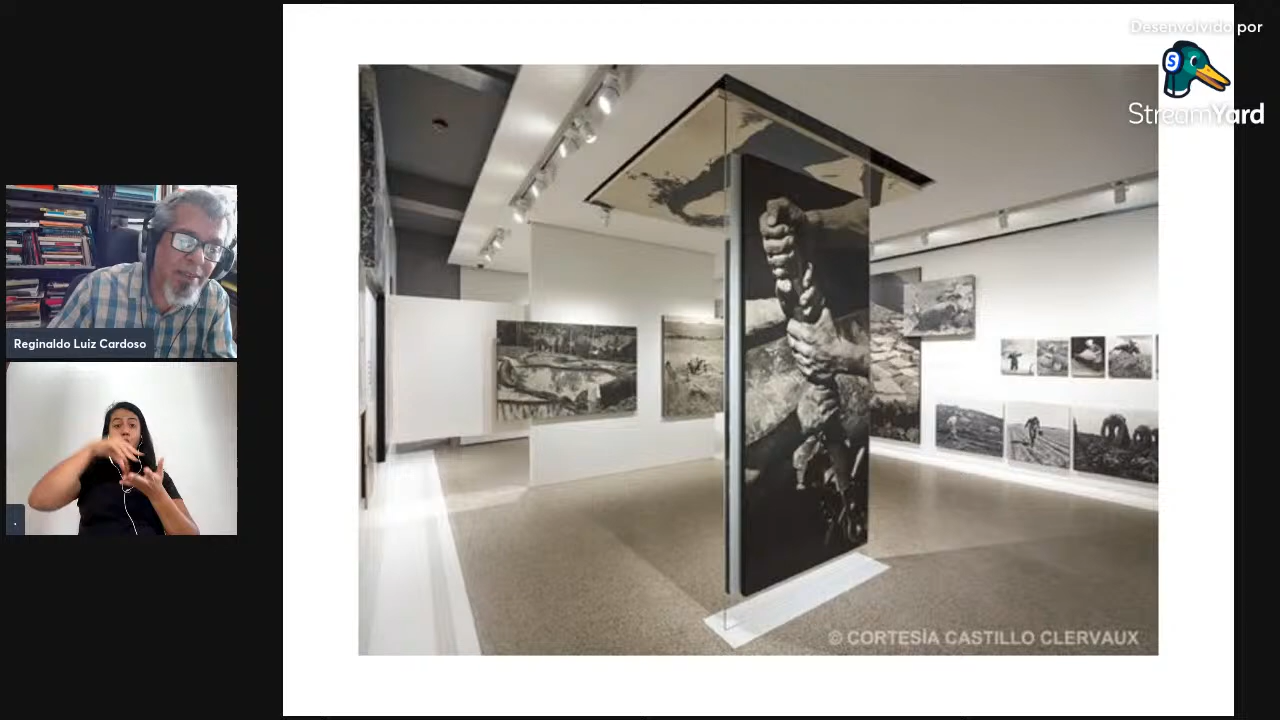 Desenvolvido por
StreamYard
Reginaldo Luiz Cardoso
.
© CORTESÍA CASTILLO CLERVAUX